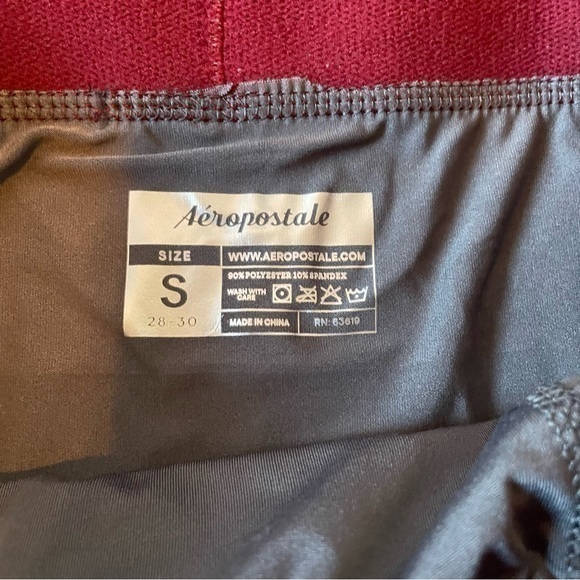 Aéropostale
SIZE
S
28-30
WWW.AEROPOSTALE.COM
90%POLYESTER 10% SPANDEX
WASH WITH
CARE
MADE IN CHINA
RN: 63619